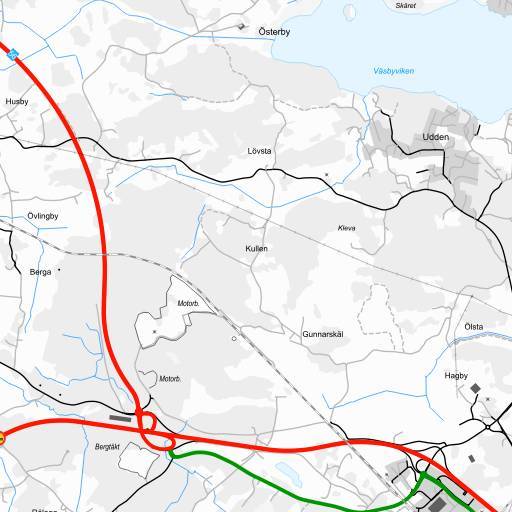 Skäret
Österby
Väsbyviken
Husby
Udden
Lövsta
Övlingby
Kleva
Kullen
Berga
Motorb.
Ölsta
Gunnarskäl
Hagby
Motorb.
Bergtäkt